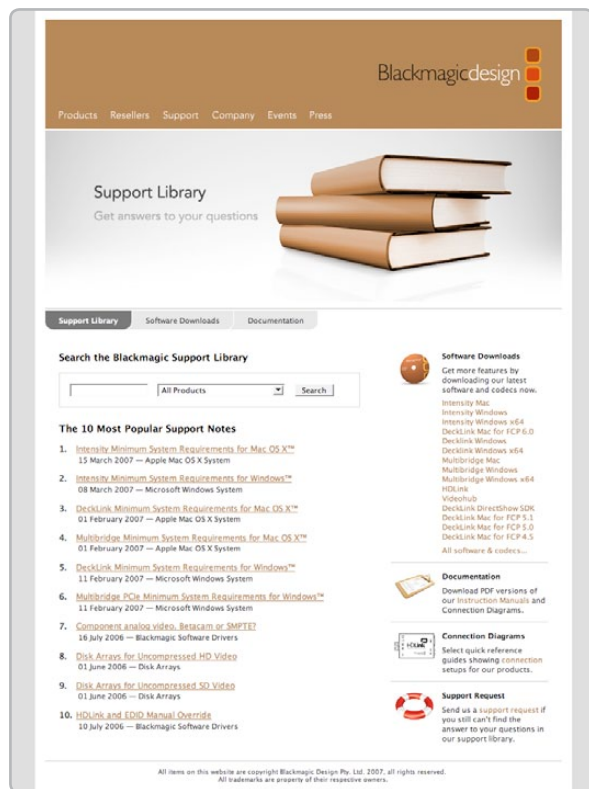 Blackmagicdesign
Products Resellers Support Company Events Press
Support Library
Get answers to your questions
Support Library Software Downloads Documentation
Search the Blackmagic Support Library
All Products Search
The 10 Most Popular Support Notes
1. Intensity Minimum System Requirements for Mac OS X™
15 March 2007 — Apple Mac OS X System
2. Intensity Minimum System Requirements for Windows™
08 March 2007 — Microsoft Windows System
3. DeckLink Minimum System Requirements for Mac OS X™
01 February 2007 — Apple Mac OS X System
4. Multibridge Minimum System Requirements for Mac OS X™
01 February 2007 — Apple Mac OS X System
5. DeckLink Minimum System Requirements for Windows™
11 February 2007 — Microsoft Windows System
6. Multibridge PCIe Minimum System Requirements for Windows™
11 February 2007 — Microsoft Windows System
7. Component analog video. Betacam or SMPTE?
16 July 2006 — Blackmagic Software Drivers
8. Disk Arrays for Uncompressed HD Video
01 June 2006 — Disk Arrays
9. Disk Arrays for Uncompressed SD Video
01 June 2006 — Disk Arrays
10. HDLink and EDID Manual Override
10 July 2006 — Blackmagic Software Drivers
Software Downloads
Get more features by
downloading our latest
software and codecs now.
Intensity Mac
Intensity Windows
Intensity Windows x64
DeckLink Mac for FCP 6.0
Decklink Windows
DeckLink Windows x64
Multibridge Mac
Multibridge Windows
Multibridge Windows x64
HDLink
Videohub
DeckLink DirectShow SDK
DeckLink Mac for FCP 5.1
DeckLink Mac for FCP 5.0
DeckLink Mac for FCP 4.5
All software & codecs...
Documentation
Download PDF versions of
our Instruction Manuals and
Connection Diagrams.
HDLINK
Connection Diagrams
Select quick reference
guides showing connection
setups for our products.
Support Request
Send us a support request if
you still can't find the
answer to your questions in
our support library.
All items on this website are copyright Blackmagic Design Pty. Ltd. 2007, all rights reserved.
All trademarks are property of their respective owners.